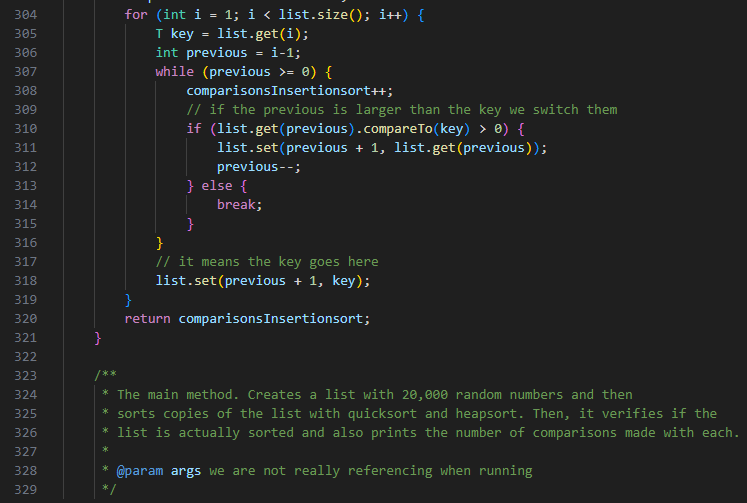 304 for (int i = 1; i < list.size(); i++) {
305 T key = list.get(i);
306 int previous = i-1;
307 while (previous >= 0) {
308 comparisonsInsertionsort++;
309 // if the previous is larger than the key we switch them
310 if (list.get(previous).compareTo(key) > 0) {
311 list.set(previous + 1, list.get(previous));
312 previous--;
313 } else {
314 break;
315 }
316 }
317 // it means the key goes here
318 list.set(previous + 1, key);
319 }
320 return comparisonsInsertionsort;
321 }
322
323 /**
324 * The main method. Creates a list with 20,000 random numbers and then
325 * sorts copies of the list with quicksort and heapsort. Then, it verifies if the
326 * list is actually sorted and also prints the number of comparisons made with each.
327 *
328 * @param args we are not really referencing when running
329 */